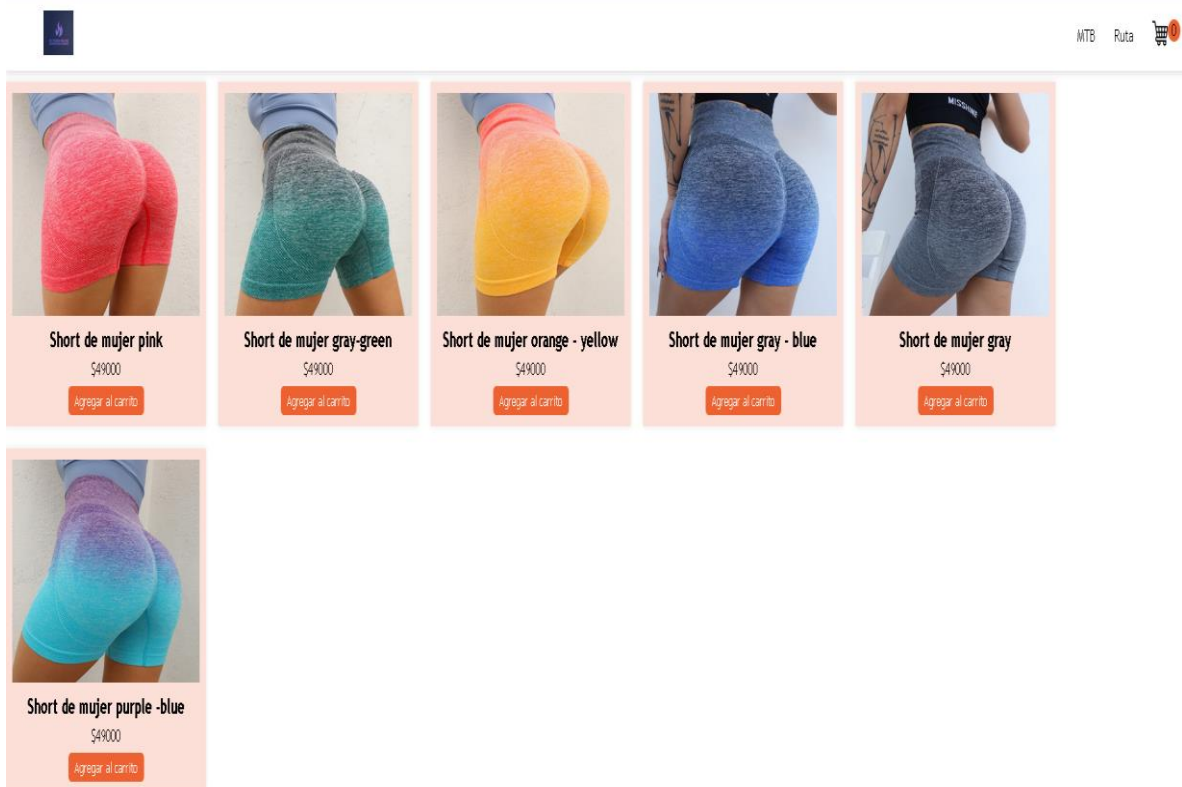 MTB Ruta 0
MISSHINE
Short de mujer pink
$49000
Agregar al carrito
Short de mujer gray-green
$49000
Agregar al carrito
Short de mujer orange - yellow
$49000
Agregar al carrito
Short de mujer gray - blue
$49000
Agregar al carrito
Short de mujer gray
$49000
Agregar al carrito
Short de mujer purple -blue
$49000
Agregar al carrito